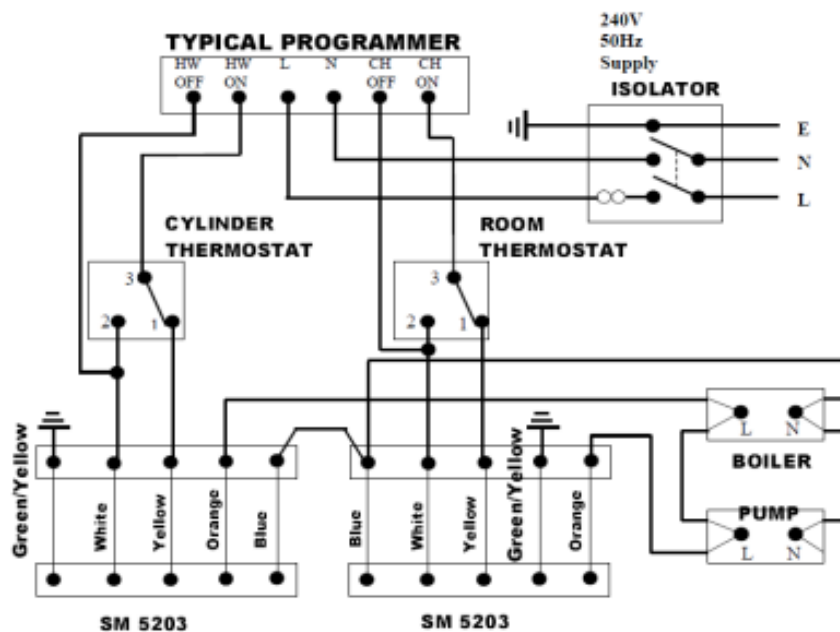 240V
50Hz
Supply
TYPICAL PROGRAMMER
ISOLATOR
HW OFF
HW ON
L
N
CH OFF
CH ON
E
N
L
CYLINDER
THERMOSTAT
ROOM
THERMOSTAT
3
2
1
3
2
1
L
N
BOILER
PUMP
L
N
Green/Yellow
White
Yellow
Orange
Blue
Blue
White
Yellow
Green/Yellow
Orange
SM 5203
SM 5203